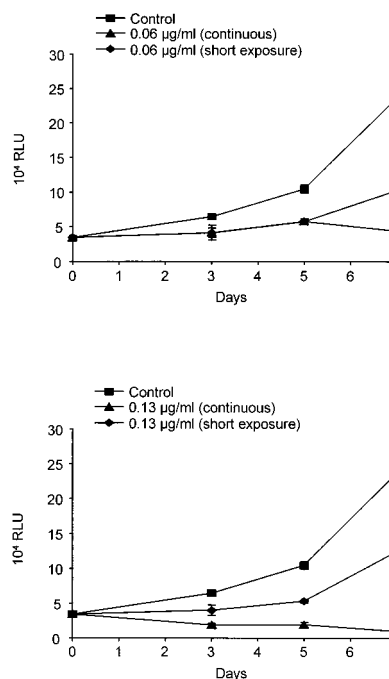 Control
0.06 µg/ml (continuous)
0.06 µg/ml (short exposure)
30
25
20
15
10
5
0
10⁴ RLU
0 1 2 3 4 5 6
Days
Control
0.13 µg/ml (continuous)
0.13 µg/ml (short exposure)
30
25
20
15
10
5
0
10⁴ RLU
0 1 2 3 4 5 6
Days